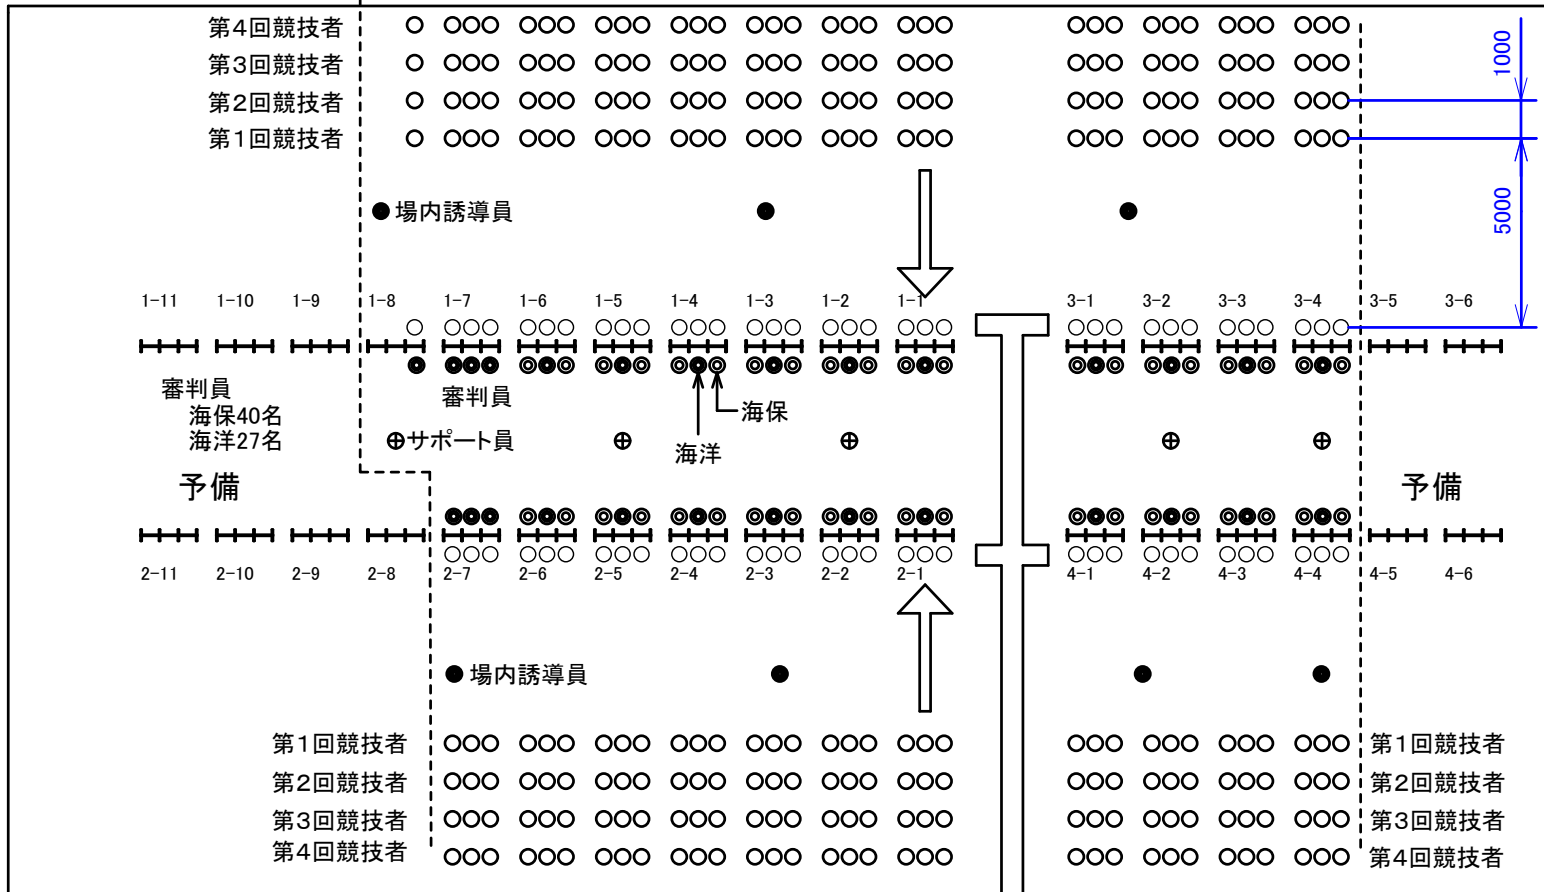 第4回競技者
第3回競技者
第2回競技者
第1回競技者
1000
5000
場内誘導員
1-11 1-10 1-9 1-8 1-7 1-6 1-5 1-4 1-3 1-2 1-1 3-1 3-2 3-3 3-4 3-5 3-6
審判員
海保40名
海洋27名
審判員
海保
海洋
サポート員
予備
予備
2-11 2-10 2-9 2-8 2-7 2-6 2-5 2-4 2-3 2-2 2-1 4-1 4-2 4-3 4-4 4-5 4-6
場内誘導員
第1回競技者
第2回競技者
第3回競技者
第4回競技者
第1回競技者
第2回競技者
第3回競技者
第4回競技者